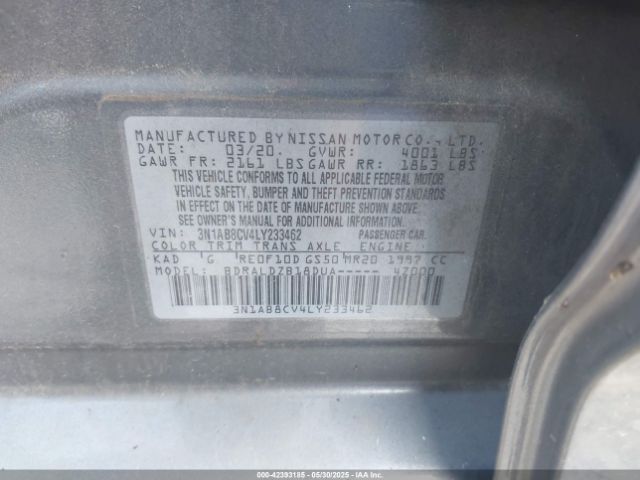 MANUFACTURED BY NISSAN MOTOR CO., LTD.
DATE: 03/20. GVWR: 4001 LBS
GAWR FR: 2161 LBS GAWR RR: 1863 LBS
THIS VEHICLE CONFORMS TO ALL APPLICABLE FEDERAL MOTOR
VEHICLE SAFETY, BUMPER AND THEFT PREVENTION STANDARDS
IN EFFECT ON THE DATE OF MANUFACTURE SHOWN ABOVE.
SEE OWNER'S MANUAL FOR ADDITIONAL INFORMATION.
VIN: 3N1AB8CV4LY233462 PASSENGER CAR.
COLOR TRIM TRANS AXLE ENGINE
KAD G RE0F10D GS50 MR20 1997 CC
MODEL: BDRALDZB18DUA----- 4Z000
3N1AB8CV4LY233462
000-42393185 - 05/30/2025 - IAAI.COM